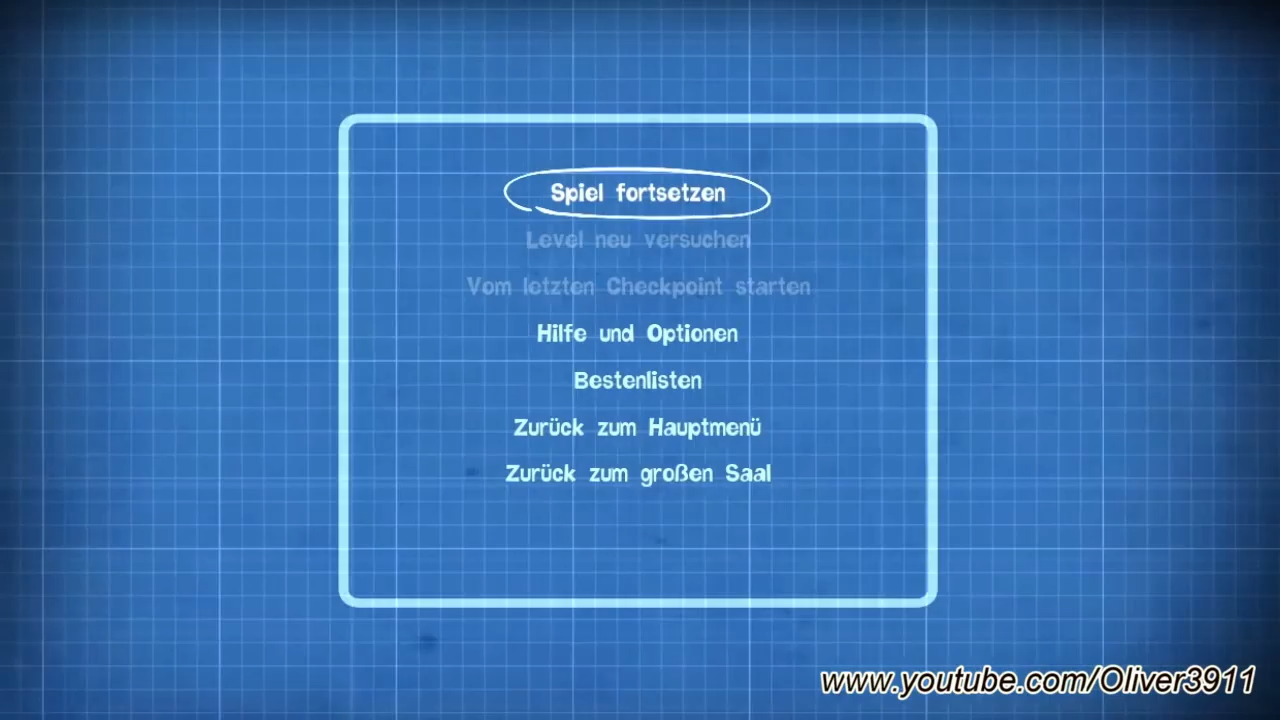 Spiel fortsetzen
Level neu versuchen
Vom letzten Checkpoint starten
Hilfe und Optionen
Bestenlisten
Zurück zum Hauptmenü
Zurück zum großen Saal
www.youtube.com/Oliver3911